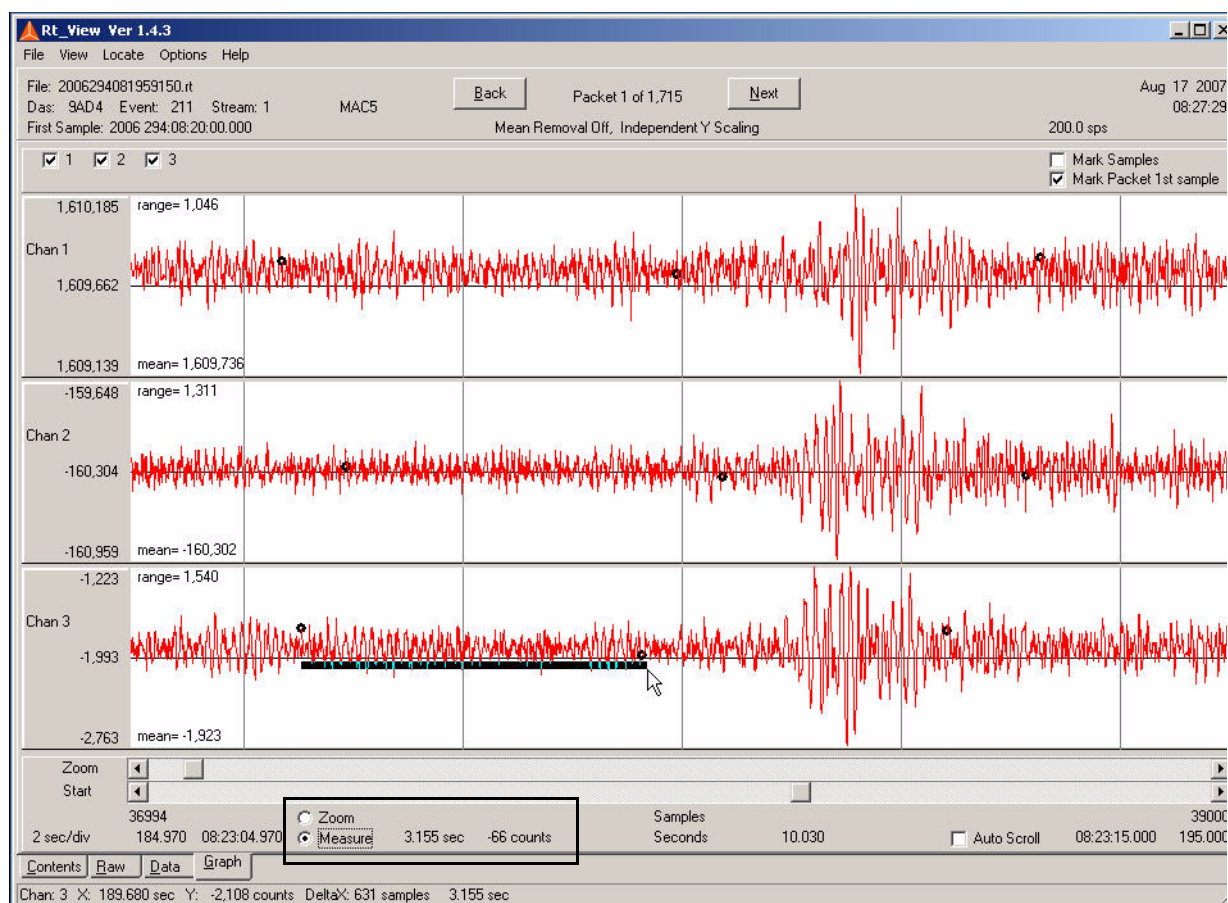 Rt_View Ver 1.4.3
File View Locate Options Help
File: 2006294081959150.rt
Back Packet 1 of 1,715 Next
Aug 17 2007
Das: 9AD4 Event: 211 Stream: 1 MAC5
08:27:29
First Sample: 2006 294:08:20:00.000 Mean Removal Off, Independent Y Scaling 200.0 sps
1 2 3
Mark Samples
Mark Packet 1st sample
1,610,185 range= 1,046
Chan 1
1,609,662
1,609,139 mean= 1,609,736
-159,648 range= 1,311
Chan 2
-160,304
-160,959 mean= -160,302
-1,223 range= 1,540
Chan 3
-1,993
-2,763 mean= -1,923
Zoom
Start
36994 Zoom Samples 39000
2 sec/div 184.970 08:23:04.970 Measure 3.155 sec -66 counts Seconds 10.030 Auto Scroll 08:23:15.000 195.000
Contents Raw Data Graph
Chan: 3 X: 189.680 sec Y: -2,108 counts DeltaX: 631 samples 3.155 sec